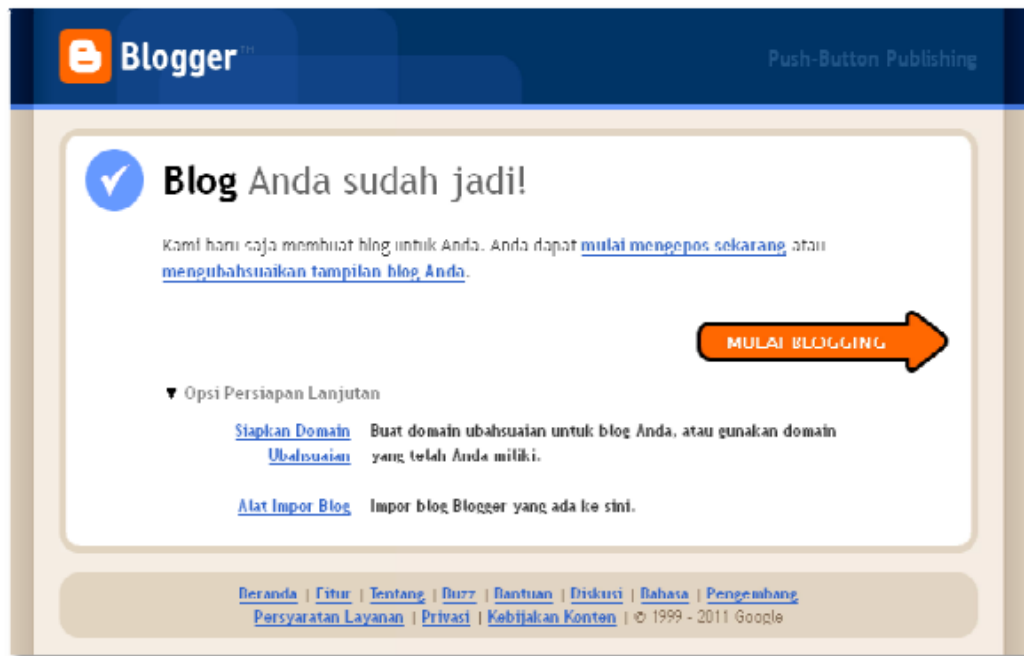 Blogger™
Push-Button Publishing
Blog Anda sudah jadi!
Kami baru saja membuat blog untuk Anda. Anda dapat mulai mengepos sekarang atau
mengubahsuaikan tampilan blog Anda.
MULAI BLOGGING
▼ Opsi Persiapan Lanjutan
Siapkan Domain Buat domain ubahsuaian untuk blog Anda, atau gunakan domain
Ubahsuaian yang telah Anda miliki.
Alat Impor Blog Impor blog Blogger yang ada ke sini.
Beranda | Fitur | Tentang | Buzz | Bantuan | Diskusi | Bahasa | Pengembang
Persyaratan Layanan | Privasi | Kebijakan Konten | © 1999 - 2011 Google